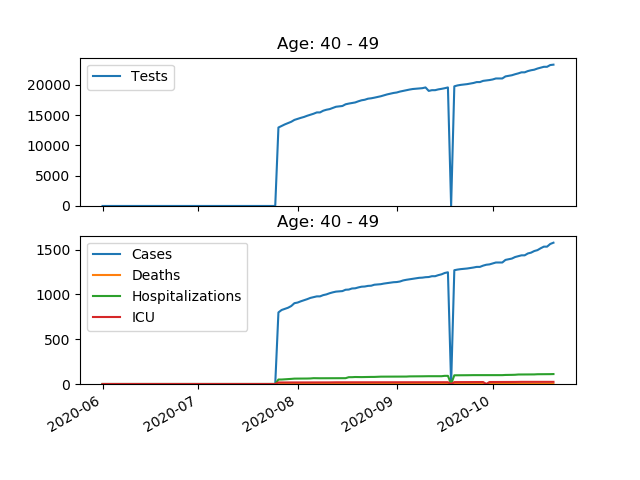 Age: 40 - 49
Tests
20000
15000
10000
5000
0
Age: 40 - 49
Cases
Deaths
Hospitalizations
ICU
1500
1000
500
0
2020-06
2020-07
2020-08
2020-09
2020-10